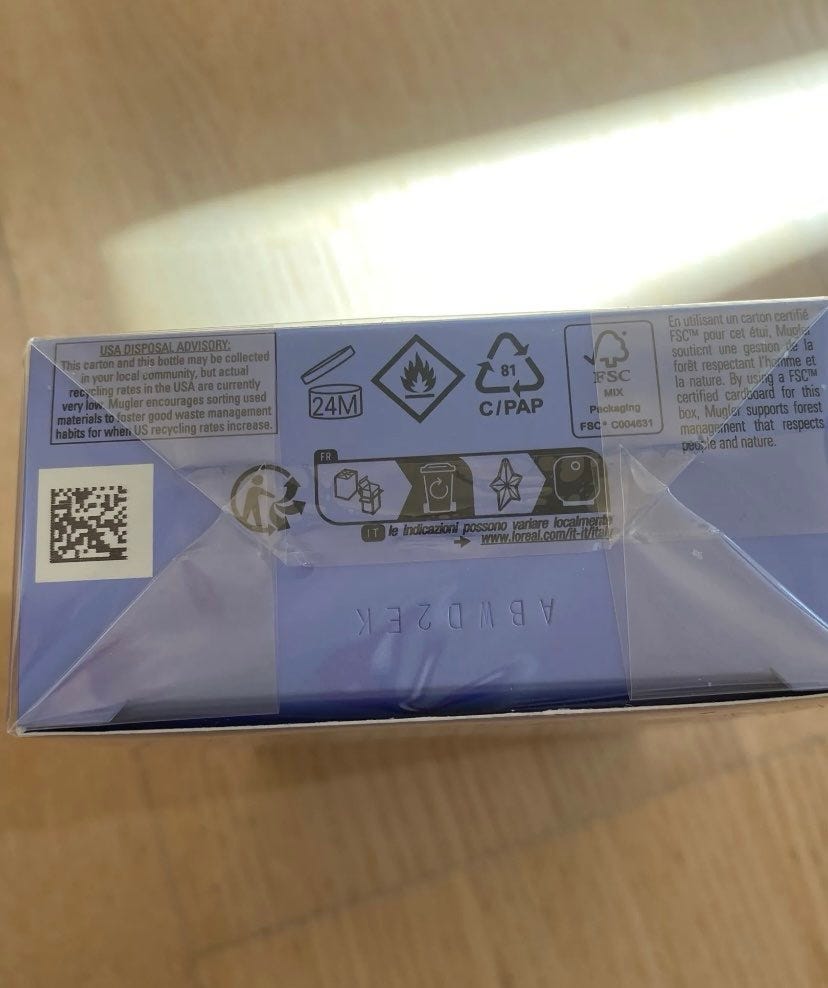 USA DISPOSAL ADVISORY:
This carton and this bottle may be collected
in your local community, but actual
recycling rates in the USA are currently
very low. Mugler encourages sorting used
materials to foster good waste management
habits for when US recycling rates increase.
24M
81
C/PAP
FSC
MIX
Packaging
FSC® C004631
En utilisant un carton certifié
FSC™ pour cet étui, Mugler
soutient une gestion de la
forêt respectant l'homme et
la nature. By using a FSC™
certified cardboard for this
box, Mugler supports forest
management that respects
people and nature.
FR
IT le indicazioni possono variare localmente
www.loreal.com/it-it/italy
ABWD2EK